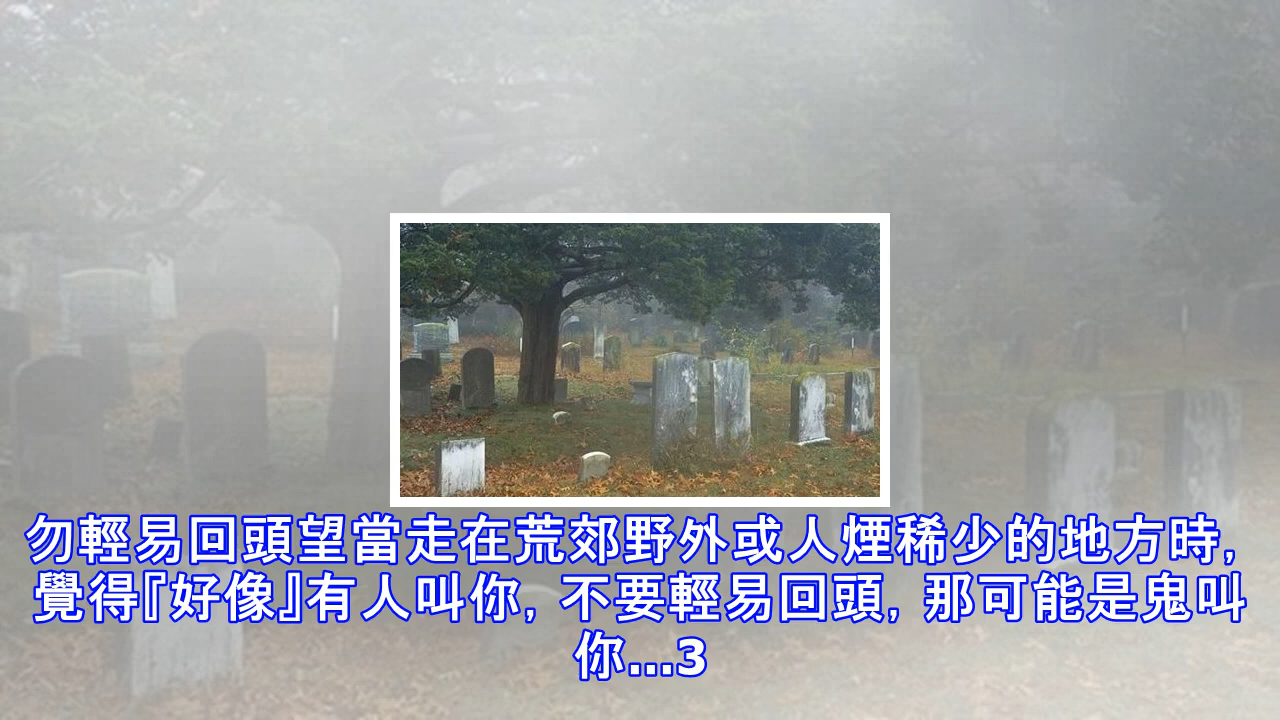 勿輕易回頭望當走在荒郊野外或人煙稀少的地方時,
覺得『好像』有人叫你, 不要輕易回頭, 那可能是鬼叫
你...3